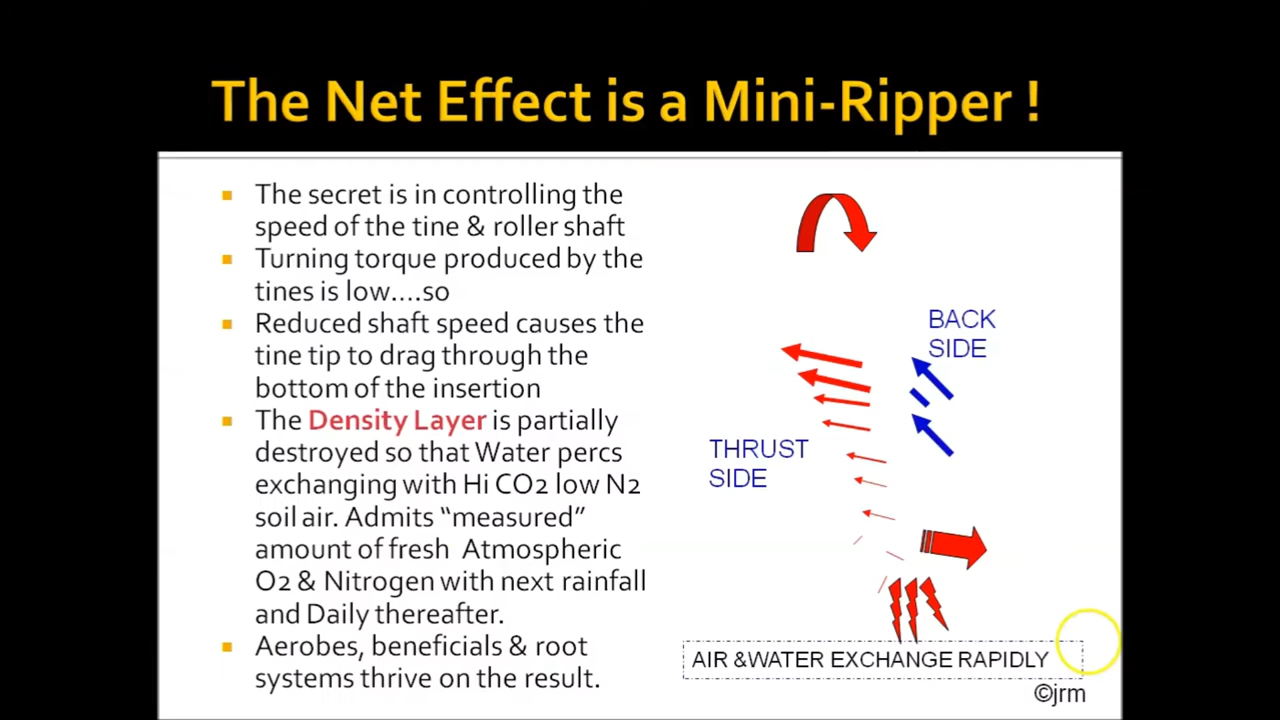 The Net Effect is a Mini-Ripper !
The secret is in controlling the
speed of the tine & roller shaft
Turning torque produced by the
tines is low....so
Reduced shaft speed causes the
tine tip to drag through the
bottom of the insertion
The Density Layer is partially
destroyed so that Water percs
exchanging with Hi CO2 low N2
soil air. Admits “measured”
amount of fresh Atmospheric
O2 & Nitrogen with next rainfall
and Daily thereafter.
Aerobes, beneficials & root
systems thrive on the result.
BACK
SIDE
THRUST
SIDE
AIR &WATER EXCHANGE RAPIDLY
©jrm